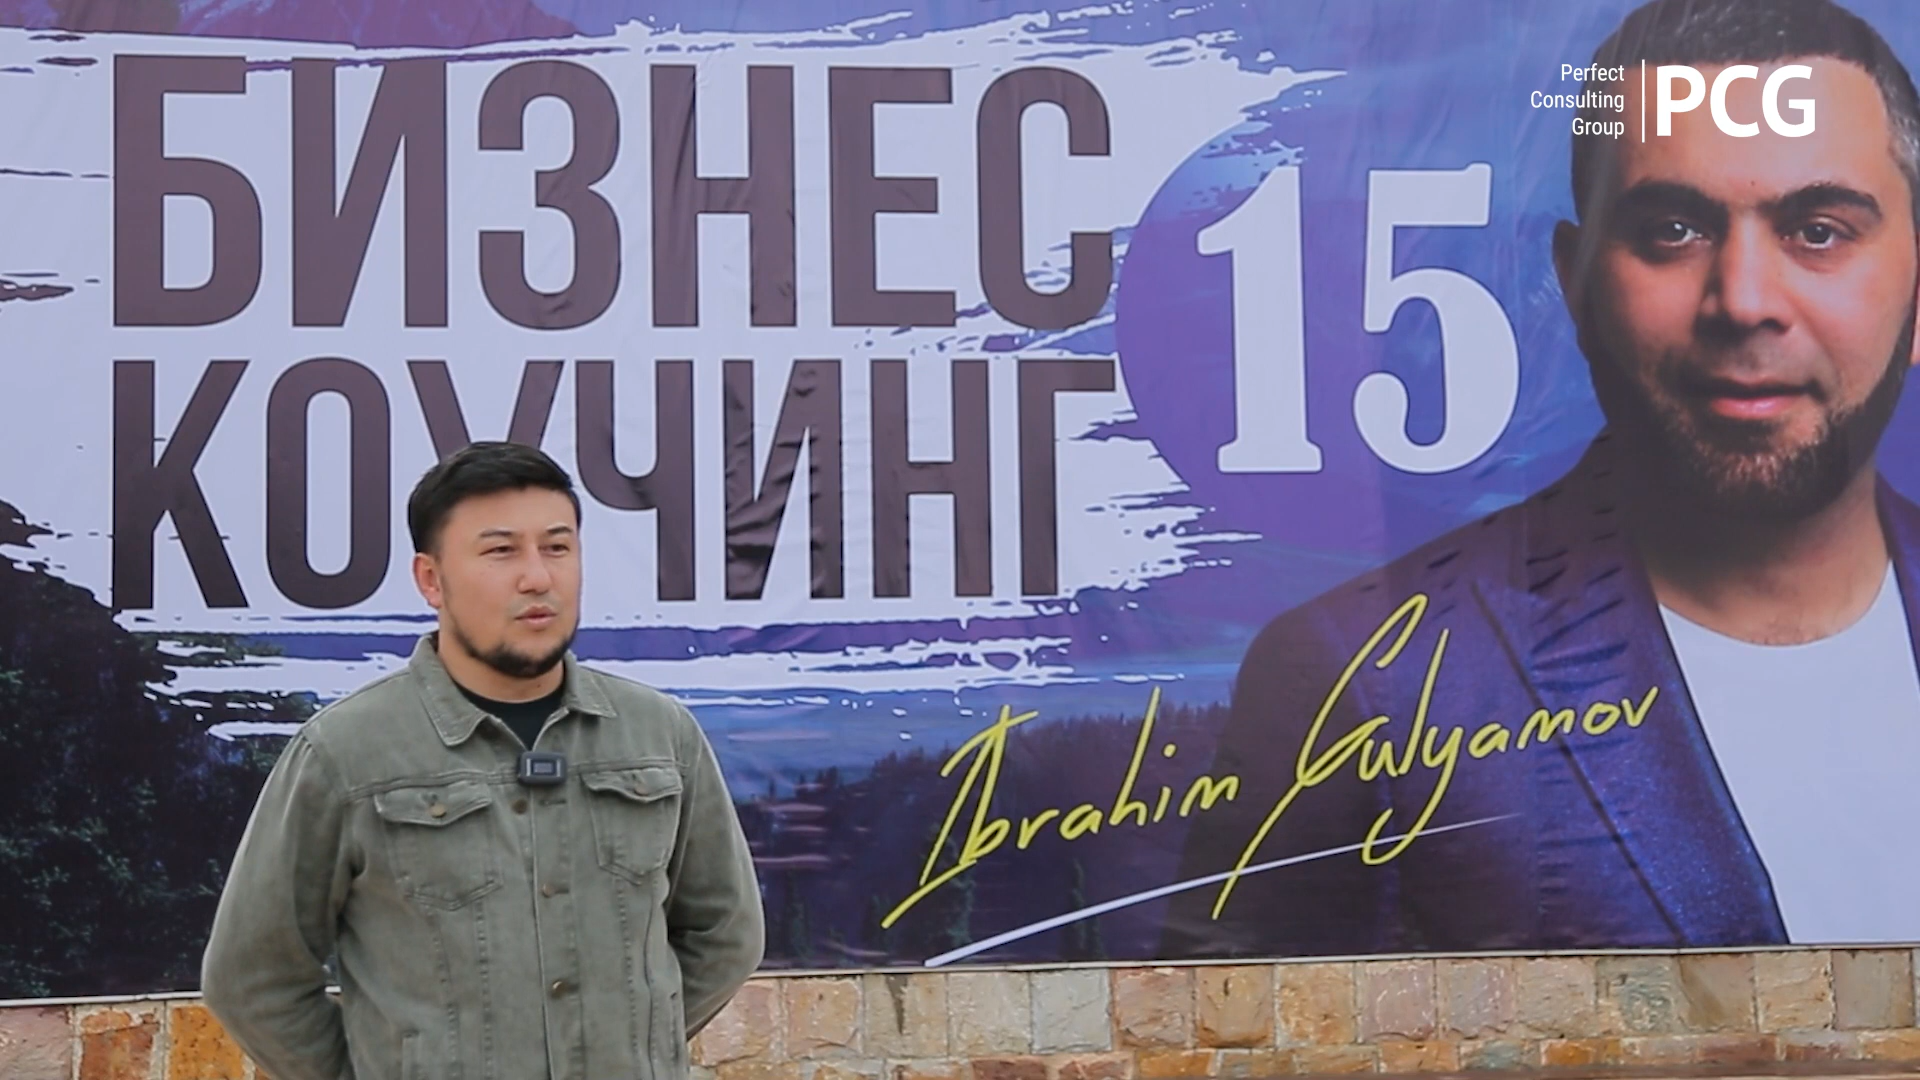 БИЗНЕС
КОУЧИНГ
15
Perfect
Consulting
Group
PCG
Ibrahim Gulyamov